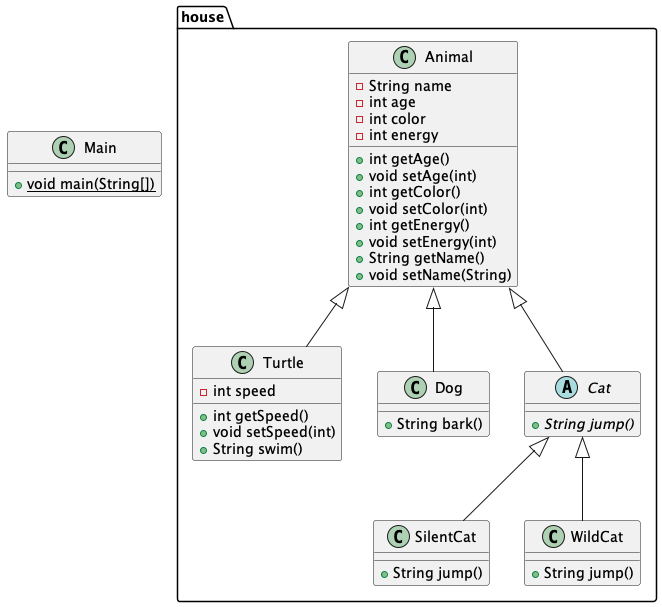 house
C Animal
String name
int age
int color
int energy
int getAge()
void setAge(int)
int getColor()
void setColor(int)
int getEnergy()
void setEnergy(int)
String getName()
void setName(String)
C Main
void main(String[])
C Turtle
int speed
int getSpeed()
void setSpeed(int)
String swim()
C Dog
String bark()
A Cat
String jump()
C SilentCat
String jump()
C WildCat
String jump()